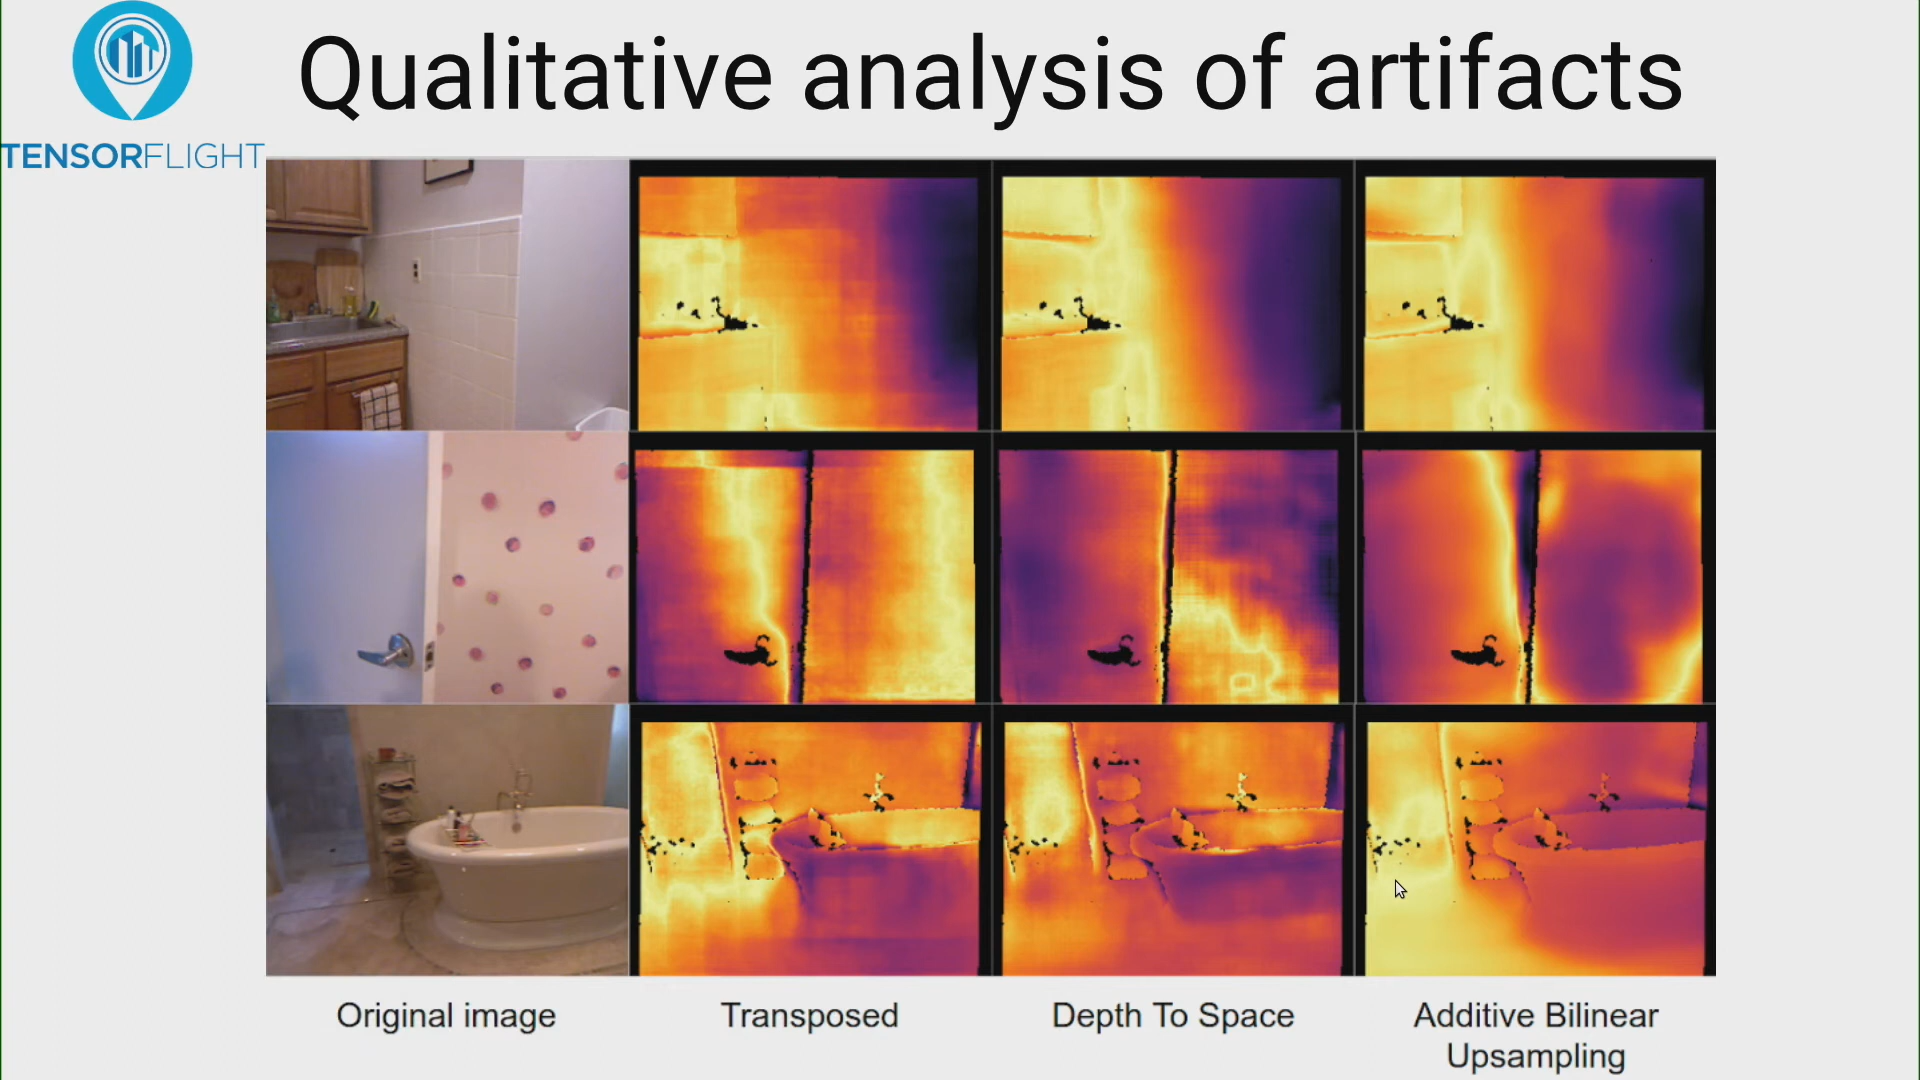 Qualitative analysis of artifacts
TENSORFLIGHT
Original image
Transposed
Depth To Space
Additive Bilinear
Upsampling